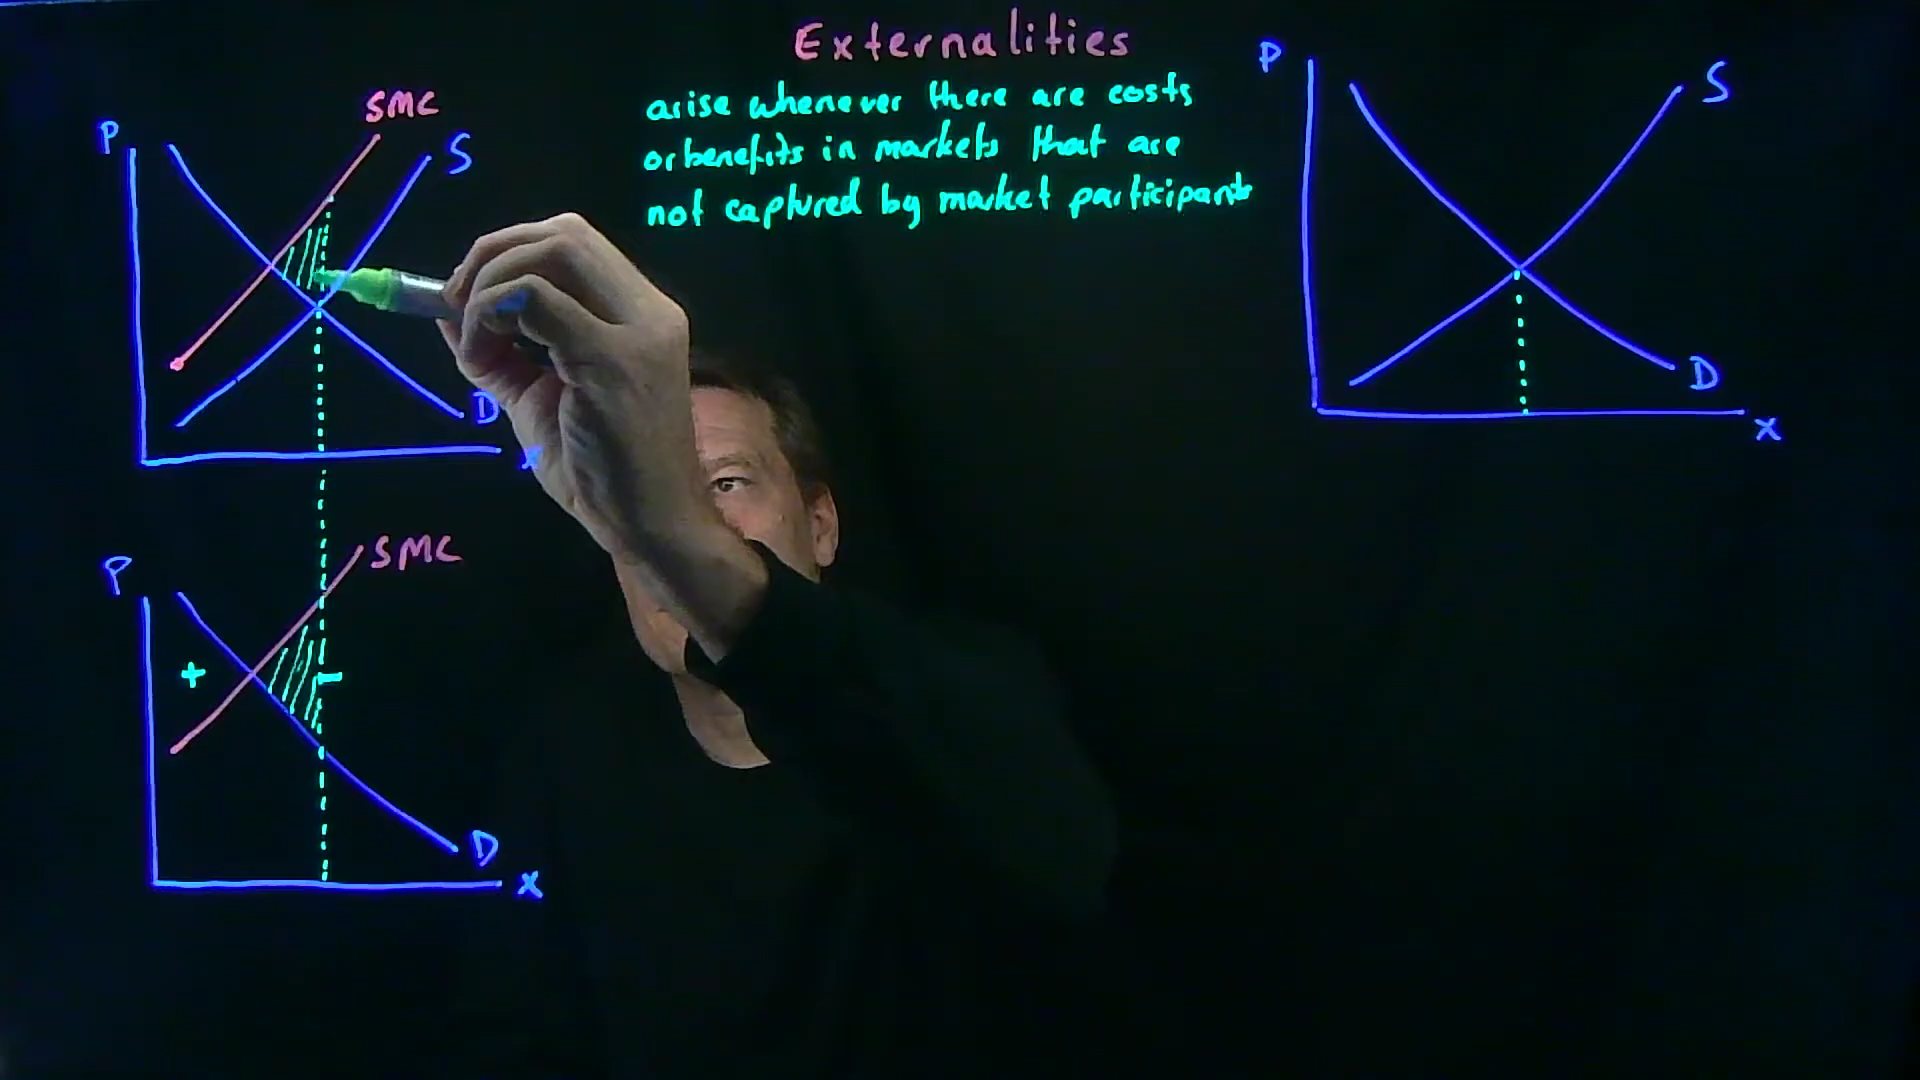 Externalities
arise whenever there are costs
or benefits in markets that are
not captured by market participants
P
SMC
S
D
x
P
SMC
+
-
D
x
P
S
D
x